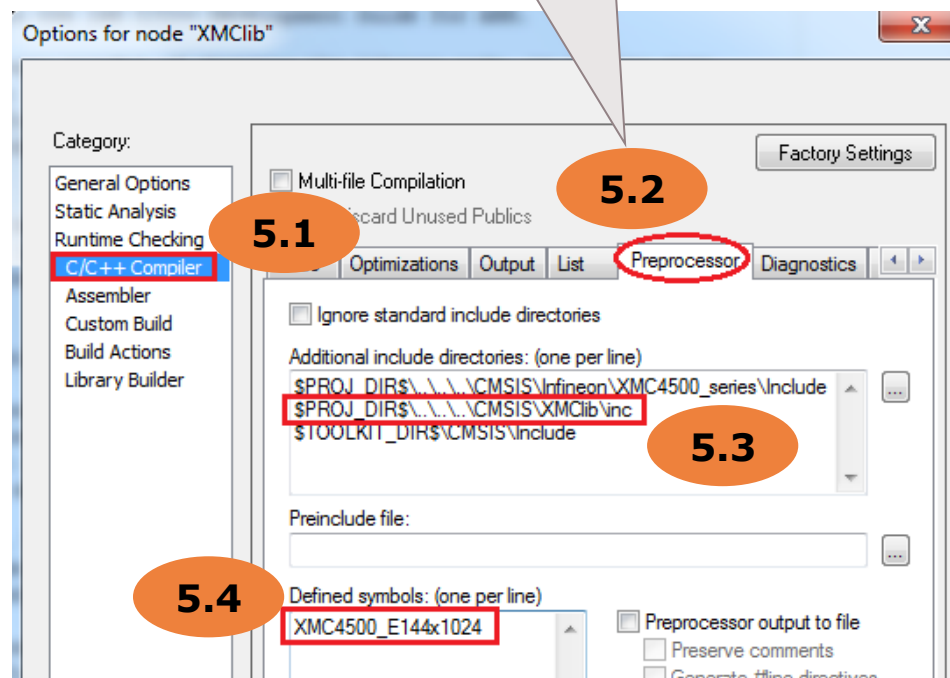 Options for node "XMClib"
Category:
Factory Settings
General Options
Static Analysis
Runtime Checking
C/C++ Compiler
Assembler
Custom Build
Build Actions
Library Builder
Multi-file Compilation
5.2
5.1
Unused Publics
Optimizations Output List Preprocessor Diagnostics
Ignore standard include directories
Additional include directories: (one per line)
$PROJ_DIR$\..\..\..\CMSIS\Infineon\XMC4500_series\Include
$PROJ_DIR$\..\..\..\CMSIS\XMClib\inc
$TOOLKIT_DIR$\CMSIS\Include
5.3
Preinclude file:
5.4
Defined symbols: (one per line)
XMC4500_E144x1024
Preprocessor output to file
Preserve comments
Generate #line directives